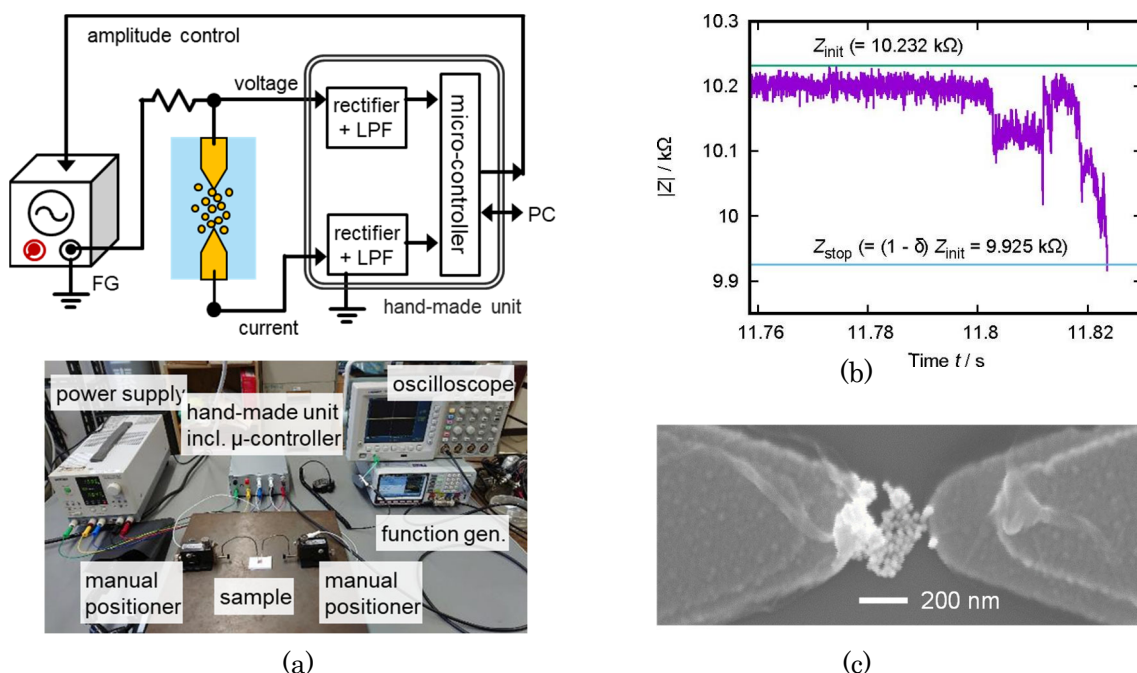 amplitude control
voltage
rectifier
+ LPF
micro-controller
rectifier
+ LPF
PC
FG
current
hand-made unit
power supply
hand-made unit
incl. μ-controller
oscilloscope
function gen.
manual
positioner
sample
manual
positioner
(a)
10.3
10.2
10.1
10
9.9
|Z| / kΩ
Zinit (= 10.232 kΩ)
Zstop (= (1 - δ) Zinit = 9.925 kΩ)
11.76
11.78
11.8
11.82
Time t / s
(b)
200 nm
(c)